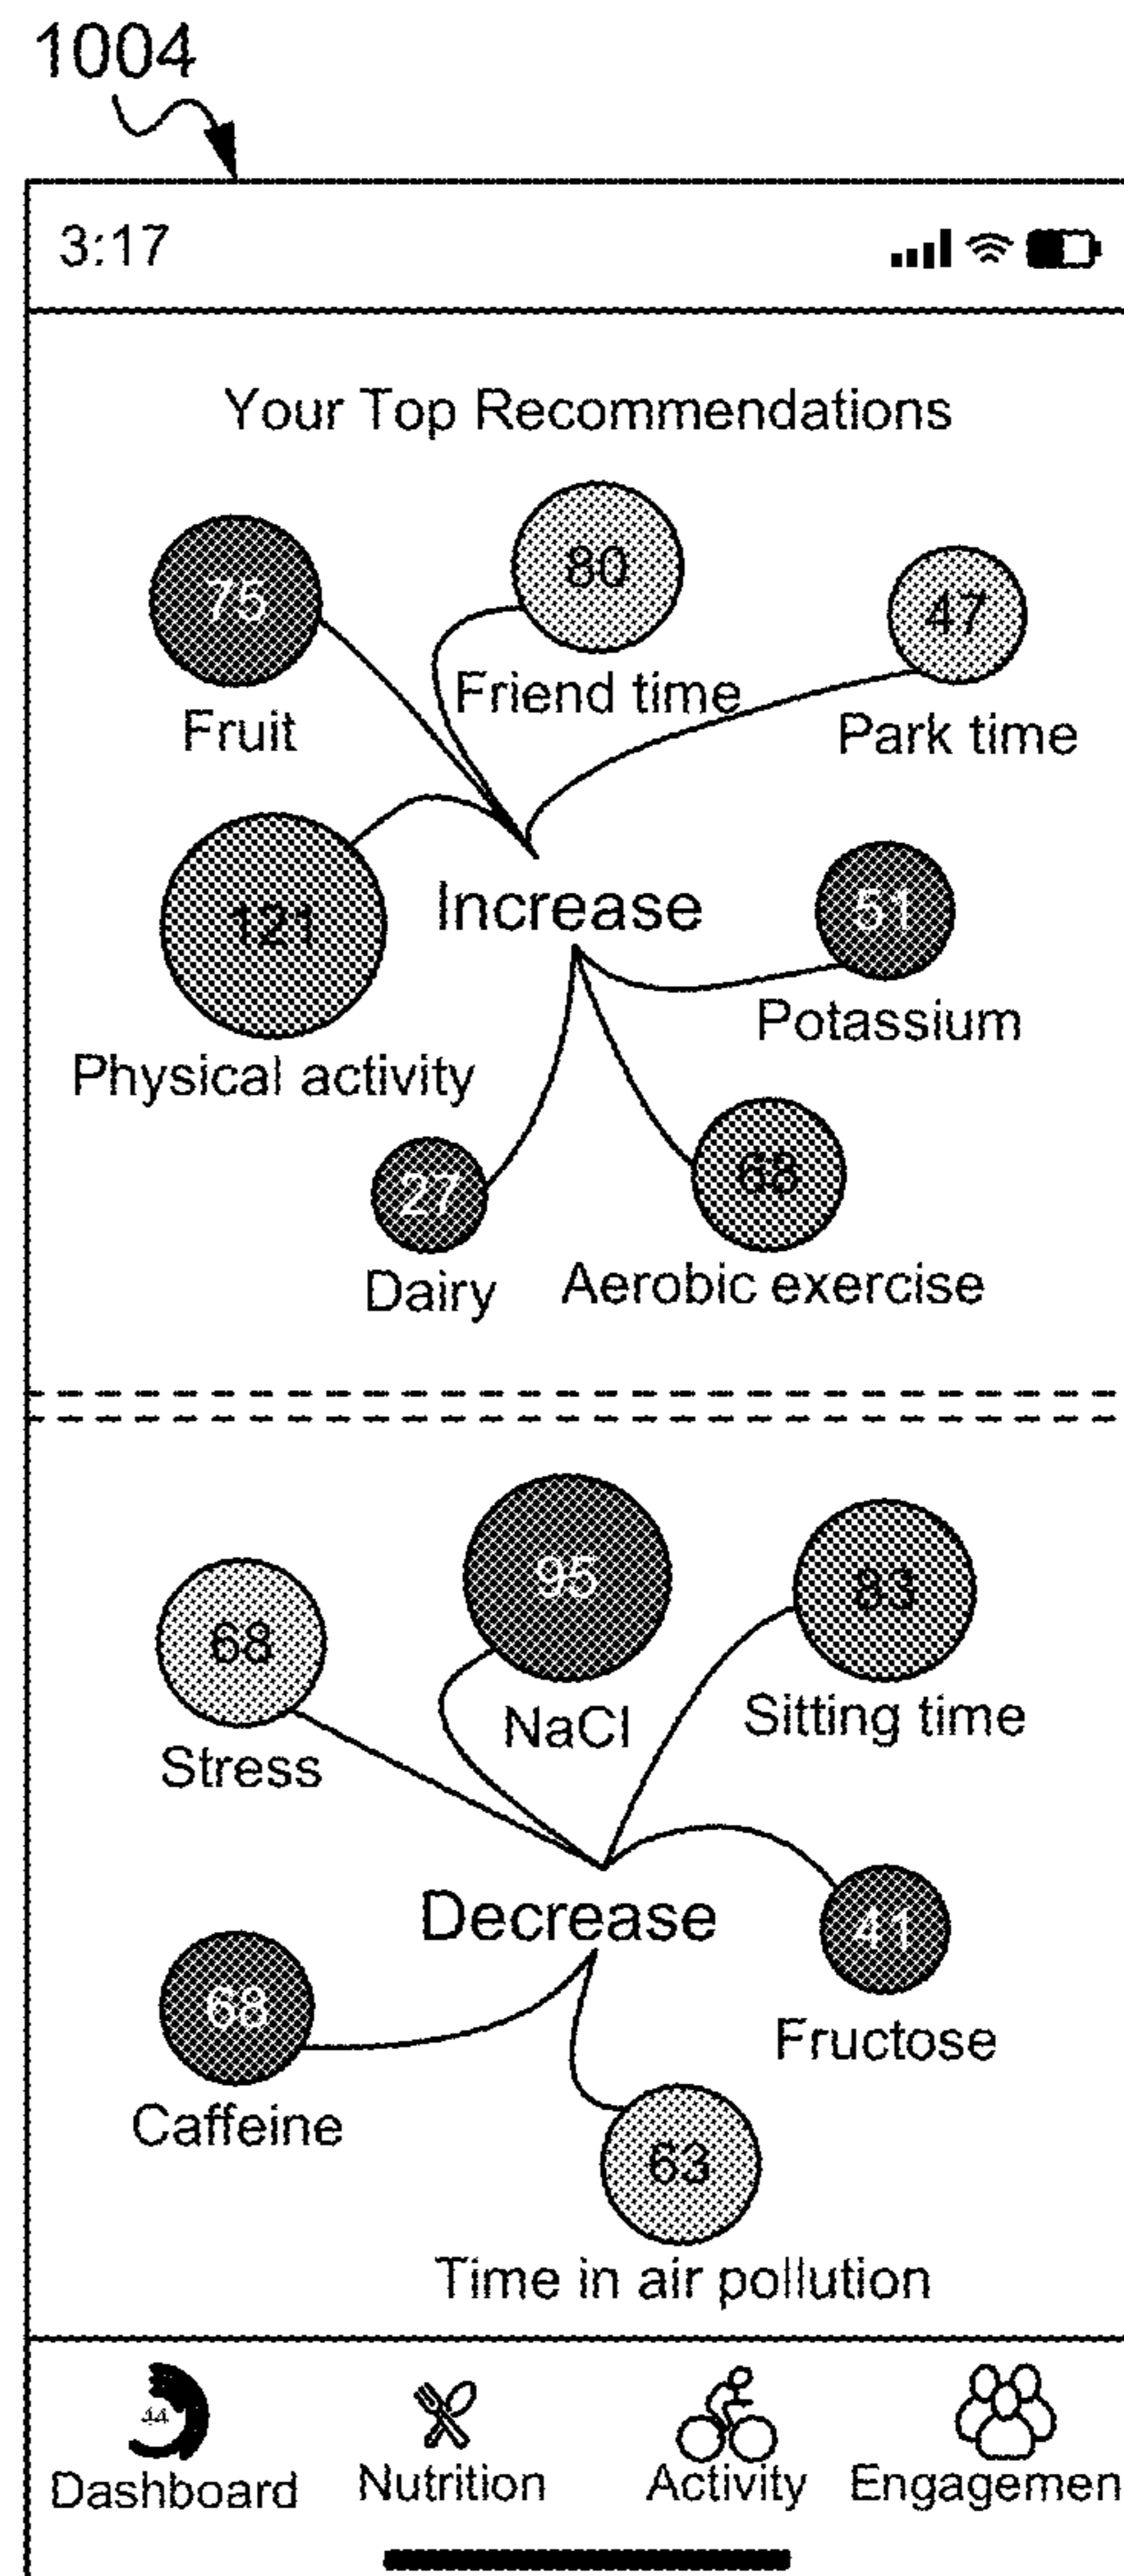 1004
3:17
Your Top Recommendations
75
Fruit
80
Friend time
47
Park time
121
Physical activity
Increase
51
Potassium
27
Dairy
68
Aerobic exercise
68
Stress
95
NaCl
83
Sitting time
Decrease
41
Fructose
68
Caffeine
63
Time in air pollution
44
Dashboard
Nutrition
Activity
Engagemen